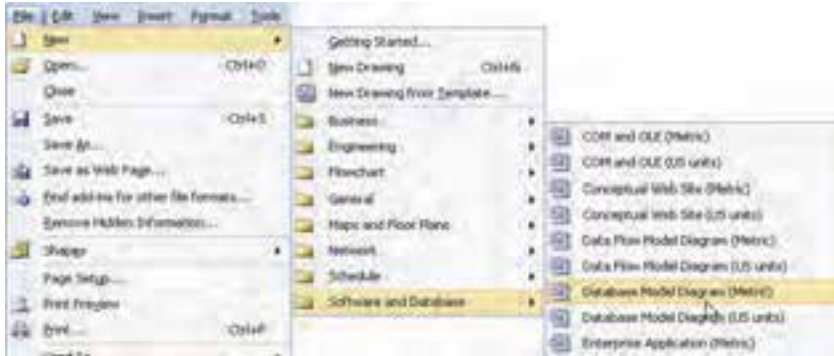 File Edit View Insert Format Tools
New
Open... Ctrl+O
Close
Save Ctrl+S
Save As...
Save as Web Page...
Find add-ins for other file formats...
Remove Hidden Information...
Shapes
Page Setup...
Print Preview
Print... Ctrl+P
Send To
Getting Started...
New Drawing Ctrl+N
New Drawing from Template...
Business
Engineering
Flowchart
General
Maps and Floor Plans
Network
Schedule
Software and Database
COM and OLE (Metric)
COM and OLE (US units)
Conceptual Web Site (Metric)
Conceptual Web Site (US units)
Data Flow Model Diagram (Metric)
Data Flow Model Diagram (US units)
Database Model Diagram (Metric)
Database Model Diagram (US units)
Enterprise Application (Metric)